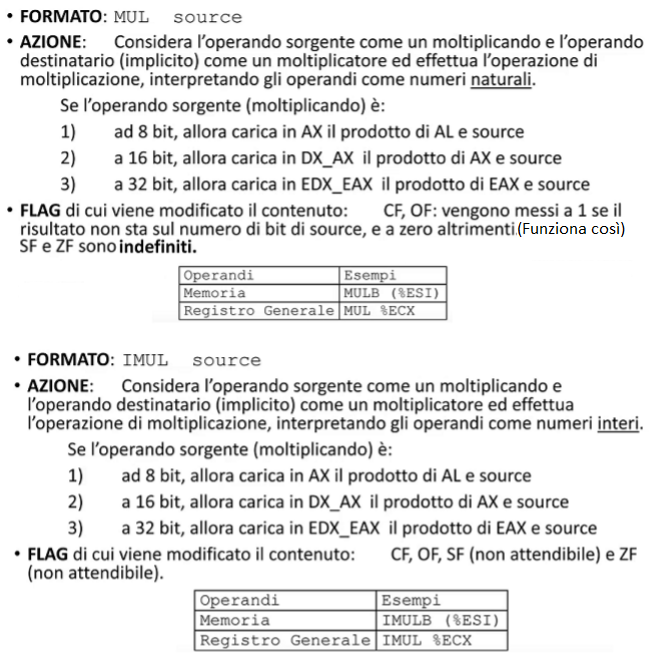 • FORMATO: MUL source
• AZIONE: Considera l'operando sorgente come un moltiplicando e l'operando
destinatario (implicito) come un moltiplicatore ed effettua l'operazione di
moltiplicazione, interpretando gli operandi come numeri naturali.
Se l'operando sorgente (moltiplicando) è:
1) ad 8 bit, allora carica in AX il prodotto di AL e source
2) a 16 bit, allora carica in DX_AX il prodotto di AX e source
3) a 32 bit, allora carica in EDX_EAX il prodotto di EAX e source
• FLAG di cui viene modificato il contenuto: CF, OF: vengono messi a 1 se il
risultato non sta sul numero di bit di source, e a zero altrimenti.(Funziona così)
SF e ZF sono indefiniti.
Operandi Esempi
Memoria MULB (%ESI)
Registro Generale MUL %ECX
• FORMATO: IMUL source
• AZIONE: Considera l'operando sorgente come un moltiplicando e
l'operando destinatario (implicito) come un moltiplicatore ed effettua
l'operazione di moltiplicazione, interpretando gli operandi come numeri interi.
Se l'operando sorgente (moltiplicando) è:
1) ad 8 bit, allora carica in AX il prodotto di AL e source
2) a 16 bit, allora carica in DX_AX il prodotto di AX e source
3) a 32 bit, allora carica in EDX_EAX il prodotto di EAX e source
• FLAG di cui viene modificato il contenuto: CF, OF, SF (non attendibile) e ZF
(non attendibile).
Operandi Esempi
Memoria IMULB (%ESI)
Registro Generale IMUL %ECX